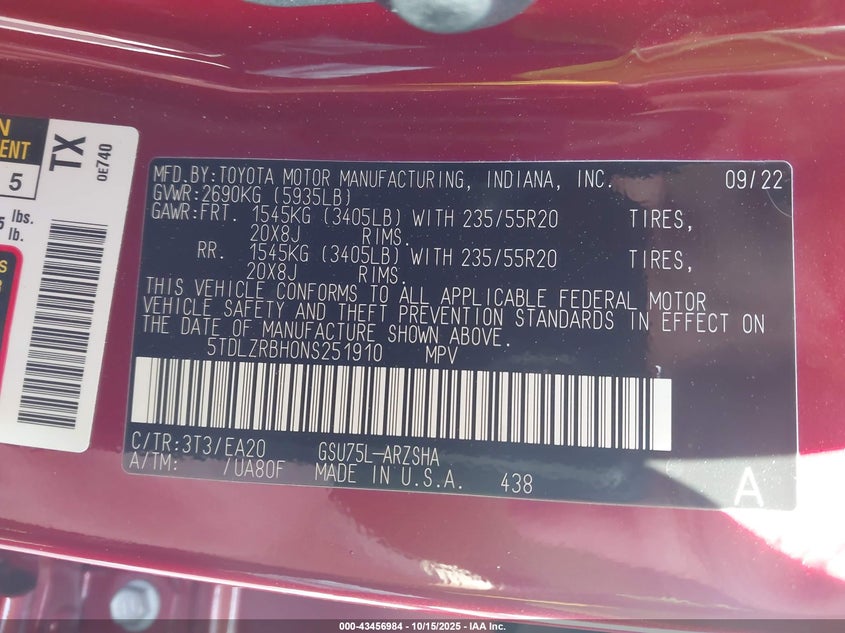 N
ENT
5
5 lbs.
lb.
S
R
TX
0E740
MFD.BY:TOYOTA MOTOR MANUFACTURING, INDIANA, INC. 09/22
GVWR:2690KG (5935LB)
GAWR:FRT. 1545KG (3405LB) WITH 235/55R20 TIRES,
20X8J RIMS.
RR. 1545KG (3405LB) WITH 235/55R20 TIRES,
20X8J RIMS.
THIS VEHICLE CONFORMS TO ALL APPLICABLE FEDERAL MOTOR
VEHICLE SAFETY AND THEFT PREVENTION STANDARDS IN EFFECT ON
THE DATE OF MANUFACTURE SHOWN ABOVE.
5TDLZRBH0NS251910 MPV
C/TR:3T3/EA20 GSU75L-ARZSHA
A/TM: /UA80F MADE IN U.S.A. 438
A
000-43456984 - 10/15/2025 - IAA Inc.